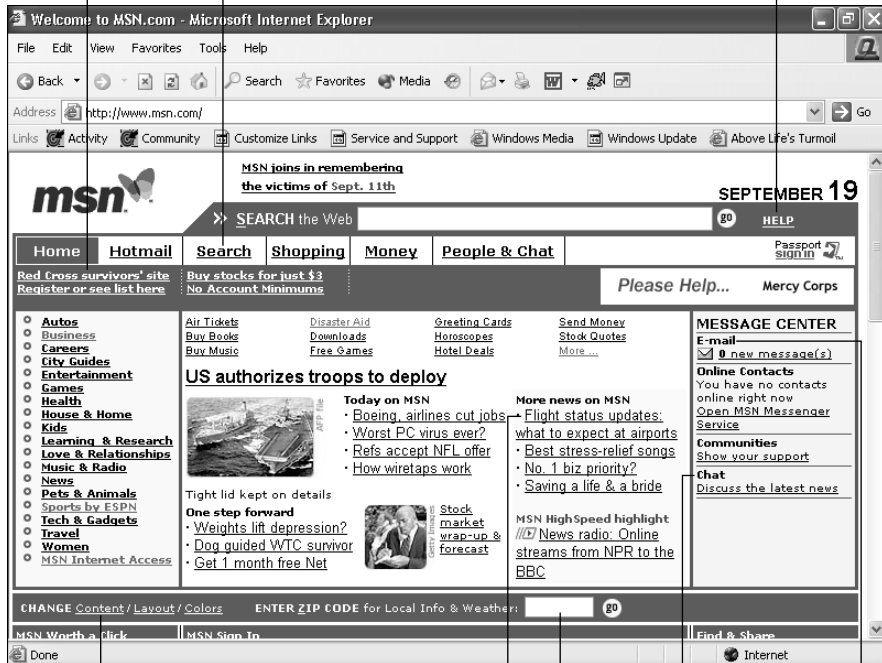 Welcome to MSN.com - Microsoft Internet Explorer
File Edit View Favorites Tools Help
Back Search Favorites Media
Address http://www.msn.com/ Go
Links Activity Community Customize Links Service and Support Windows Media Windows Update Above Life's Turmoil
msn
MSN joins in remembering
the victims of Sept. 11th
SEPTEMBER 19
SEARCH the Web go HELP
Home Hotmail Search Shopping Money People & Chat Passport sign in
Red Cross survivors' site
Register or see list here
Buy stocks for just $3
No Account Minimums
Please Help... Mercy Corps
Autos
Business
Careers
City Guides
Entertainment
Games
Health
House & Home
Kids
Learning & Research
Love & Relationships
Music & Radio
News
Pets & Animals
Sports by ESPN
Tech & Gadgets
Travel
Women
MSN Internet Access
Air Tickets Disaster Aid Greeting Cards Send Money
Buy Books Downloads Horoscopes Stock Quotes
Buy Music Free Games Hotel Deals More ...
US authorizes troops to deploy
AFP file
Tight lid kept on details
One step forward
· Weights lift depression?
· Dog guided WTC survivor
· Get 1 month free Net
Today on MSN
· Boeing, airlines cut jobs
· Worst PC virus ever?
· Refs accept NFL offer
· How wiretaps work
Getty Images
Stock
market
wrap-up &
forecast
More news on MSN
· Flight status updates:
what to expect at airports
· Best stress-relief songs
· No. 1 biz priority?
· Saving a life & a bride
MSN HighSpeed highlight
News radio: Online
streams from NPR to the
BBC
MESSAGE CENTER
E-mail
0 new message(s)
Online Contacts
You have no contacts
online right now
Open MSN Messenger
Service
Communities
Show your support
Chat
Discuss the latest news
CHANGE Content / Layout / Colors ENTER ZIP CODE for Local Info & Weather: go
MSN Worth a Click MSN Sign In Find & Share
Done Internet